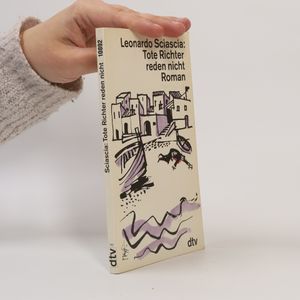 Leonardo Sciascia:
Tote Richter
reden nicht
Roman
Sciascia: Tote Richter reden nicht 10892
dtv
dtv